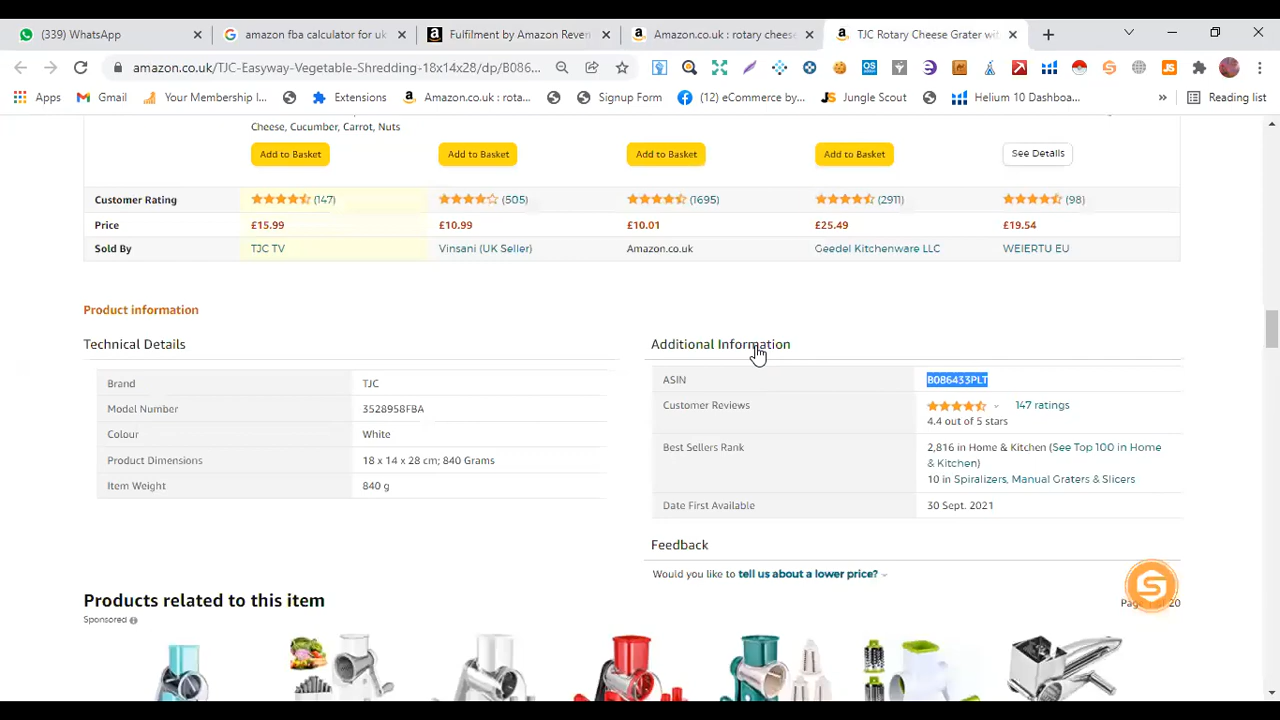 (339) WhatsApp
amazon fba calculator for uk
Fulfilment by Amazon Reven
Amazon.co.uk : rotary cheese
TJC Rotary Cheese Grater with
amazon.co.uk/TJC-Easyway-Vegetable-Shredding-18x14x28/dp/B086...
Apps
Gmail
Your Membership I...
Extensions
Amazon.co.uk : rota...
Signup Form
(12) eCommerce by...
Jungle Scout
Helium 10 Dashboa...
»
Reading list
Cheese, Cucumber, Carrot, Nuts
Add to Basket
Add to Basket
Add to Basket
Add to Basket
See Details
Customer Rating (147) (505) (1695) (2911) (98)
Price £15.99 £10.99 £10.01 £25.49 £19.54
Sold By TJC TV Vinsani (UK Seller) Amazon.co.uk Geedel Kitchenware LLC WEIERTU EU
Product information
Technical Details
Brand TJC
Model Number 3528958FBA
Colour White
Product Dimensions 18 x 14 x 28 cm; 840 Grams
Item Weight 840 g
Additional Information
ASIN B086433PLT
Customer Reviews 147 ratings
4.4 out of 5 stars
Best Sellers Rank 2,816 in Home & Kitchen (See Top 100 in Home
& Kitchen)
10 in Spiralizers, Manual Graters & Slicers
Date First Available 30 Sept. 2021
Feedback
Would you like to tell us about a lower price?
Products related to this item
Sponsored
of 20